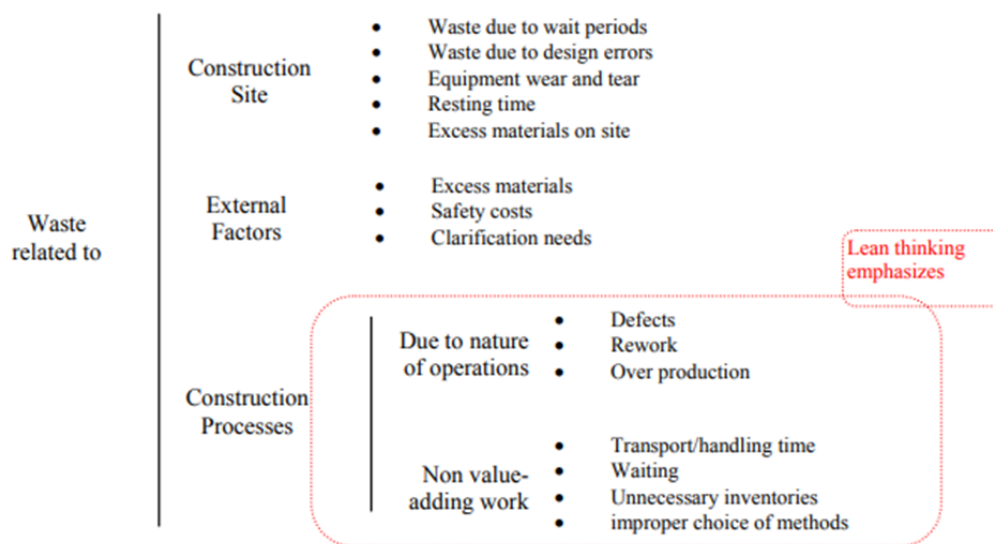 Waste
related to
Construction
Site
• Waste due to wait periods
• Waste due to design errors
• Equipment wear and tear
• Resting time
• Excess materials on site
External
Factors
• Excess materials
• Safety costs
• Clarification needs
Lean thinking
emphasizes
Construction
Processes
Due to nature
of operations
• Defects
• Rework
• Over production
Non value-
adding work
• Transport/handling time
• Waiting
• Unnecessary inventories
• improper choice of methods